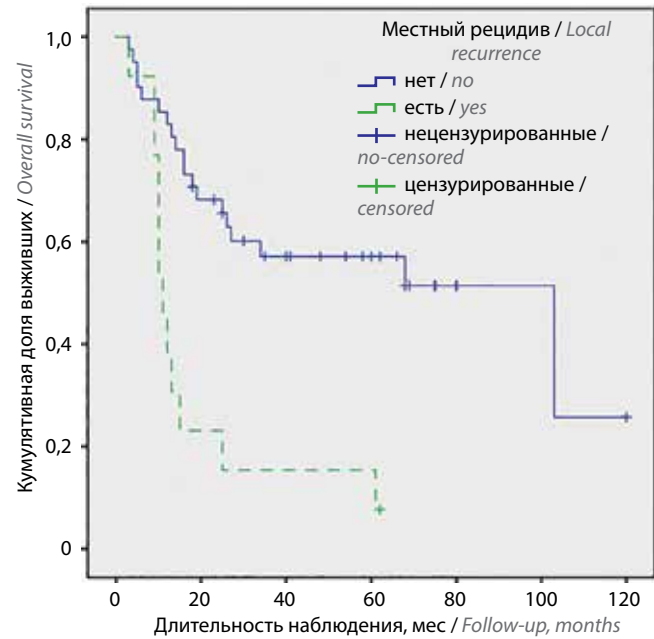 Местный рецидив / Local
recurrence
нет / no
есть / yes
нецензурированные /
no-censored
цензурированные /
censored
Кумулятивная доля выживших / Overall survival
1,0
0,8
0,6
0,4
0,2
0
0 20 40 60 80 100 120
Длительность наблюдения, мес / Follow-up, months